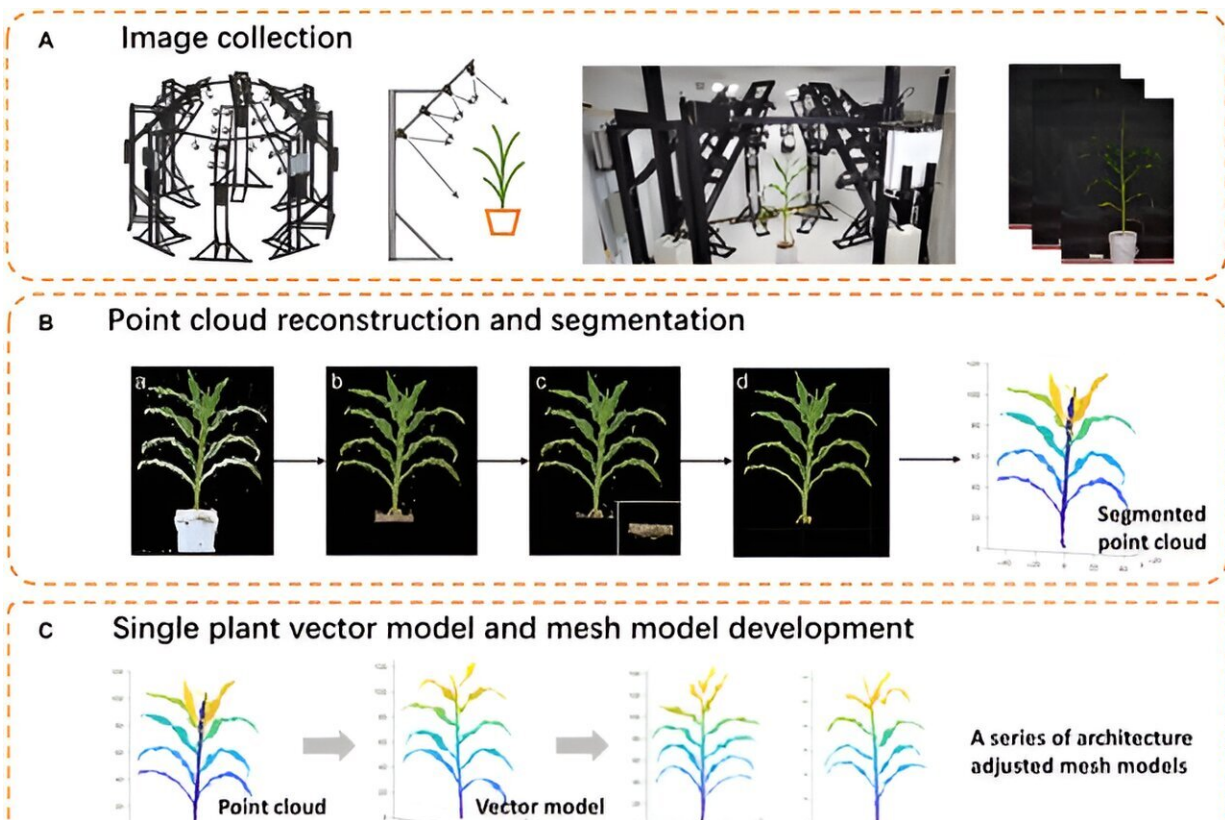 A Image collection
B Point cloud reconstruction and segmentation
a
b
c
d
Segmented
point cloud
C Single plant vector model and mesh model development
Point cloud
Vector model
A series of architecture
adjusted mesh models